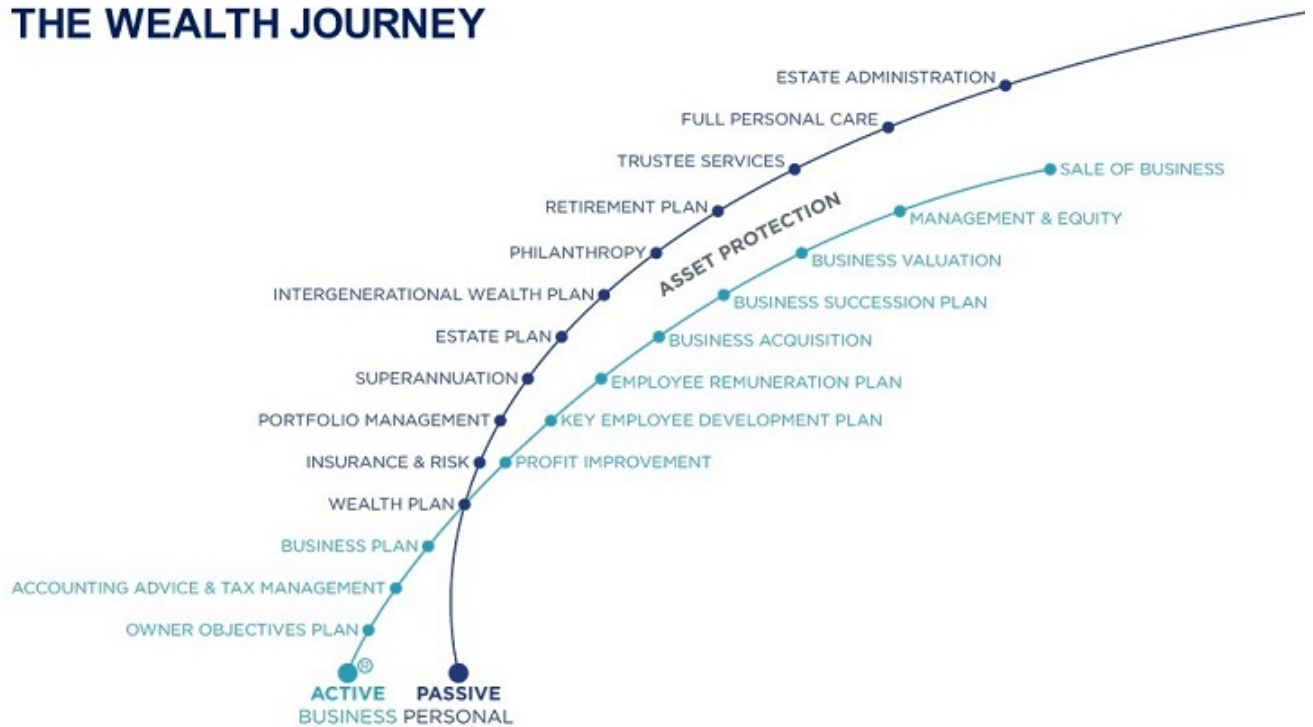 THE WEALTH JOURNEY
ESTATE ADMINISTRATION
FULL PERSONAL CARE
TRUSTEE SERVICES
SALE OF BUSINESS
RETIREMENT PLAN
MANAGEMENT & EQUITY
ASSET PROTECTION
PHILANTHROPY
BUSINESS VALUATION
INTERGENERATIONAL WEALTH PLAN
BUSINESS SUCCESSION PLAN
ESTATE PLAN
BUSINESS ACQUISITION
SUPERANNUATION
EMPLOYEE REMUNERATION PLAN
PORTFOLIO MANAGEMENT
KEY EMPLOYEE DEVELOPMENT PLAN
INSURANCE & RISK
PROFIT IMPROVEMENT
WEALTH PLAN
BUSINESS PLAN
ACCOUNTING ADVICE & TAX MANAGEMENT
OWNER OBJECTIVES PLAN
®
ACTIVE
BUSINESS
PASSIVE
PERSONAL